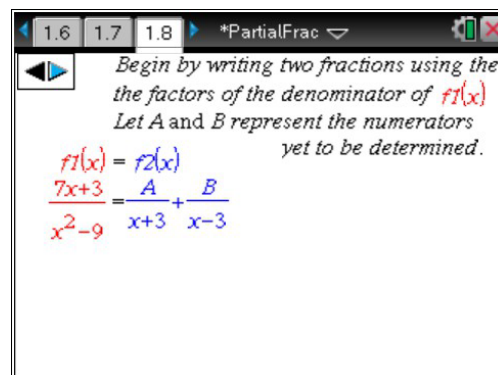 1.6 1.7 1.8 *PartialFrac
Begin by writing two fractions using the
the factors of the denominator of f1(x)
Let A and B represent the numerators
yet to be determined.
f1(x) = f2(x)
(7x+3)/(x²−9) = A/(x+3) + B/(x−3)